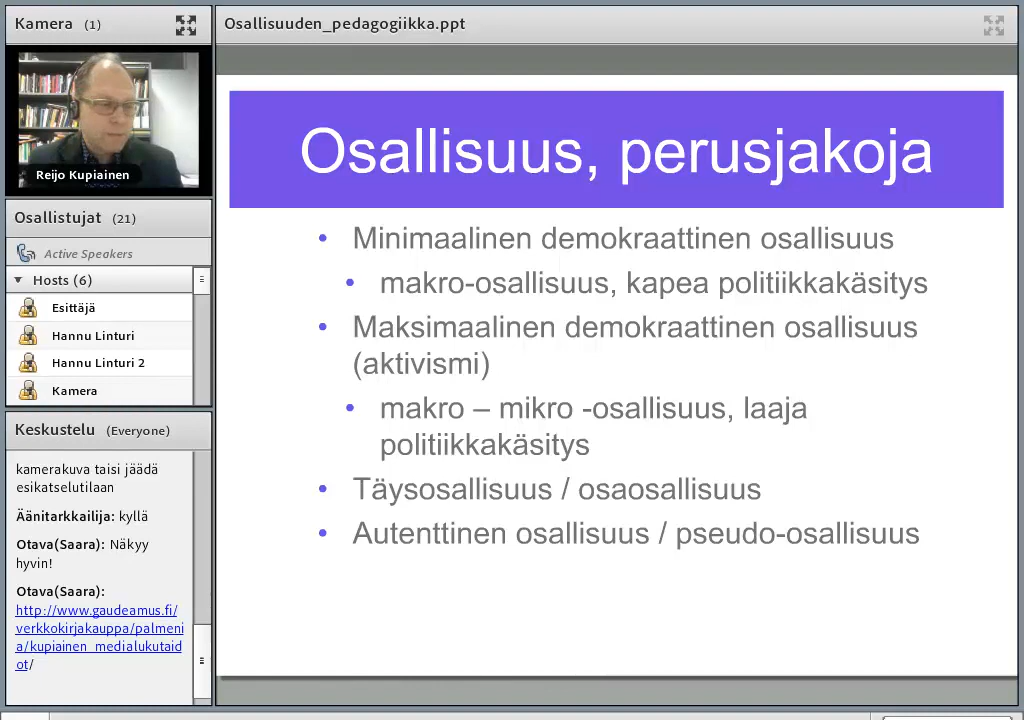 Kamera (1)
Reijo Kupiainen
Osallistujat (21)
Active Speakers
Hosts (6)
Esittäjä
Hannu Linturi
Hannu Linturi 2
Kamera
Keskustelu (Everyone)
kamerakuva taisi jäädä
esikatselutilaan
Äänitarkkailija: kyllä
Otava(Saara): Näkyy
hyvin!
Otava(Saara):
http://www.gaudeamus.fi/
verkkokirjakauppa/palmeni
a/kupiainen_medialukutaid
ot/
Osallisuuden_pedagogiikka.ppt
Osallisuus, perusjakoja
• Minimaalinen demokraattinen osallisuus
• makro-osallisuus, kapea politiikkakäsitys
• Maksimaalinen demokraattinen osallisuus
(aktivismi)
• makro – mikro -osallisuus, laaja
politiikkakäsitys
• Täysosallisuus / osaosallisuus
• Autenttinen osallisuus / pseudo-osallisuus